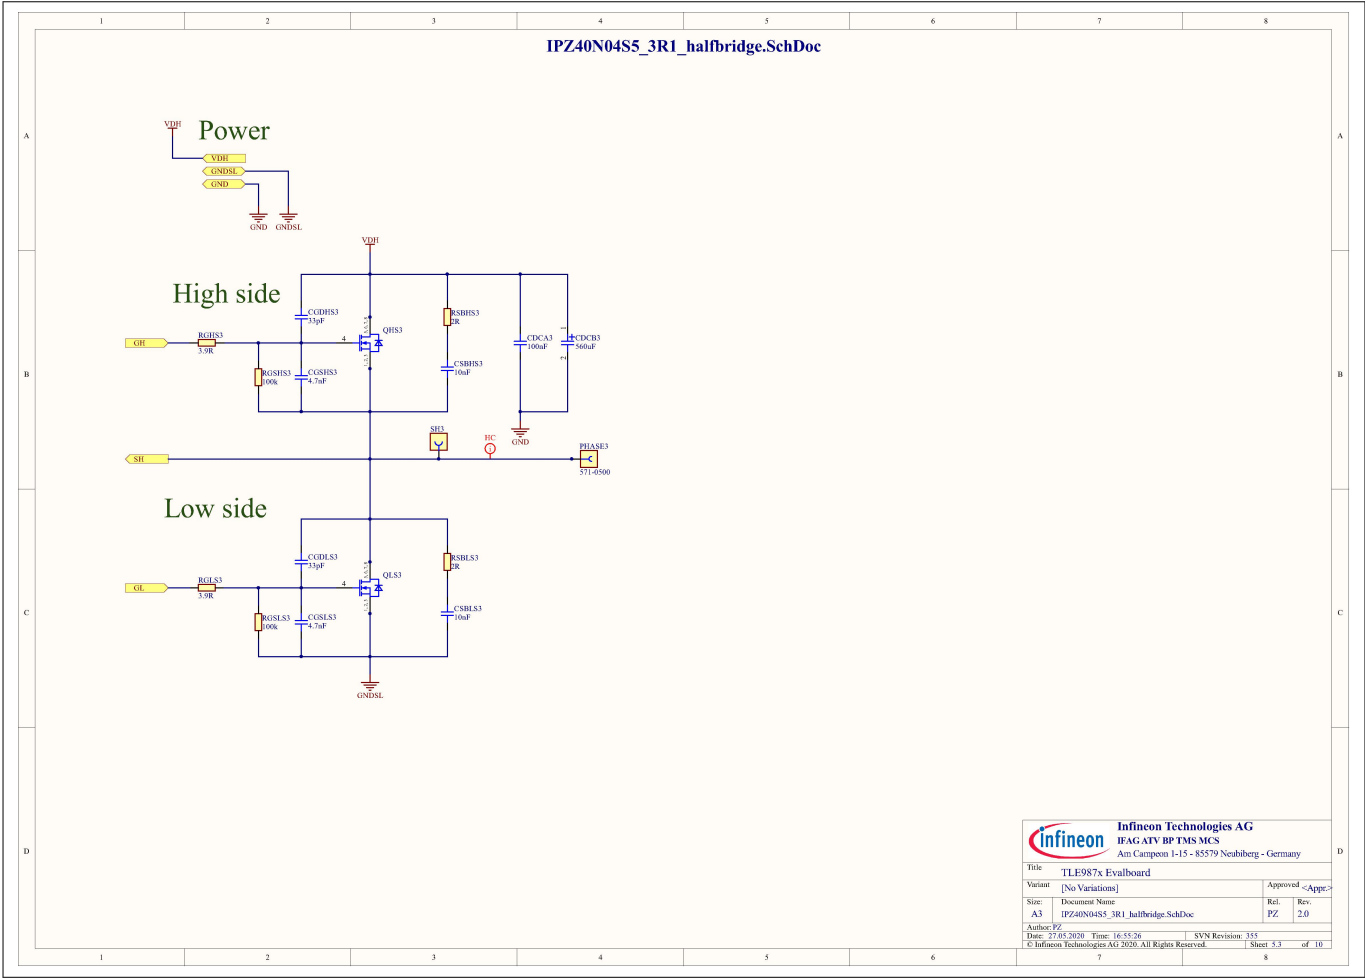 1 2 3 4 5 6 7 8
IPZ40N04S5_3R1_halfbridge.SchDoc
A A
VDH
Power
VDH
GNDSL
GND
GND GNDSL
VDH
High side
CGDHS3
33pF
RSBHS3
2R
QHS3
GH
RGHS3
3.9R
4
1
CDCA3
100nF
CDCB3
560uF
2
B B
RGSHS3
100k
CGSHS3
4.7nF
CSBHS3
10nF
GND
SH3
HC
PHASE3
571-0500
SH
Low side
CGDLS3
33pF
RSBLS3
2R
QLS3
GL
RGLS3
3.9R
4
C C
RGSLS3
100k
CGSLS3
4.7nF
CSBLS3
10nF
GNDSL
D D
infineon
Infineon Technologies AG
IFAG ATV BP TMS MCS
Am Campeon 1-15 - 85579 Neubiberg - Germany
Title TLE987x Evalboard
Variant [No Variations] Approved <Appr.>
Size: Document Name Rel. Rev.
A3 IPZ40N04S5_3R1_halfbridge.SchDoc PZ 2.0
Author: PZ
Date: 27.05.2020 Time: 16:55:26 SVN Revision: 355
© Infineon Technologies AG 2020. All Rights Reserved. Sheet 5.3 of 10
1 2 3 4 5 6 7 8